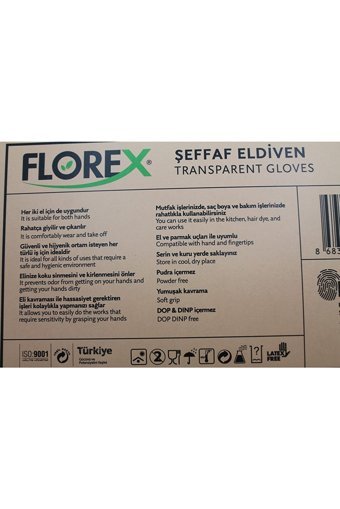 FLOREX®
ŞEFFAF ELDİVEN
TRANSPARENT GLOVES
Her iki el için de uygundur
It is suitable for both hands
Rahatça giyilir ve çıkarılır
It is comfortably wear and take off
Güvenli ve hijyenik ortam isteyen her
türlü iş için idealdir
It is ideal for all kinds of uses that require a
safe and hygienic environment
Elinize koku sinmesini ve kirlenmesini önler
It prevents odor from getting on your hands and
getting your hands dirty
Eli kavraması ile hassasiyet gerektiren
işleri kolaylıkla yapmanızı sağlar
It allows you to easily do the works that
require sensitivity by grasping your hands
Mutfak işlerinizde, saç boya ve bakım işlerinizde
rahatlıkla kullanabilirsiniz
You can use it easily in the kitchen, hair dye, and
care works
El ve parmak uçları ile uyumlu
Compatible with hand and fingertips
Serin ve kuru yerde saklayınız
Store in cool, dry place
Pudra içermez
Powder free
Yumuşak kavrama
Soft grip
DOP & DINP içermez
DOP DINP free
8 683
ISO:9001
Türkiye
2
LATEX
FREE